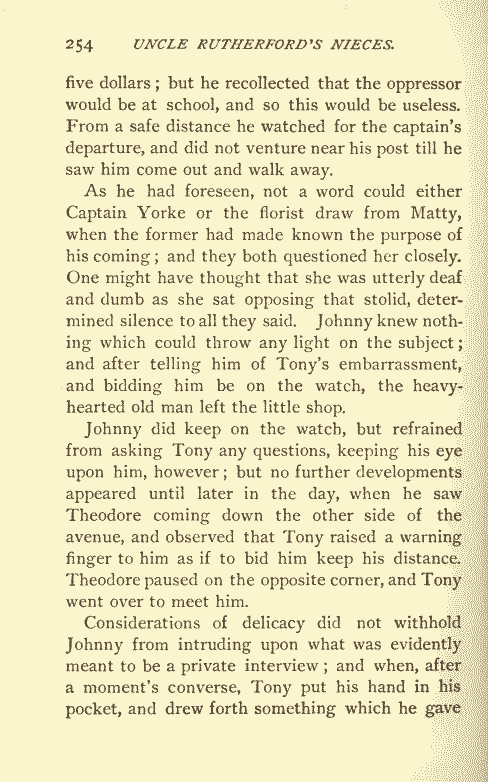 254 UNCLE RUTHERFORD'S NIECES.
five dollars; but he recollected that the oppressor
would be at school, and so this would be useless.
From a safe distance he watched for the captain's
departure, and did not venture near his post till he
saw him come out and walk away.
As he had foreseen, not a word could either
Captain Yorke or the florist draw from Matty,
when the former had made known the purpose of
his coming; and they both questioned her closely.
One might have thought that she was utterly deaf
and dumb as she sat opposing that stolid, deter-
mined silence to all they said. Johnny knew noth-
ing which could throw any light on the subject;
and after telling him of Tony's embarrassment,
and bidding him be on the watch, the heavy-
hearted old man left the little shop.
Johnny did keep on the watch, but refrained
from asking Tony any questions, keeping his eye
upon him, however; but no further developments
appeared until later in the day, when he saw
Theodore coming down the other side of the
avenue, and observed that Tony raised a warning
finger to him as if to bid him keep his distance.
Theodore paused on the opposite corner, and Tony
went over to meet him.
Considerations of delicacy did not withhold
Johnny from intruding upon what was evidently
meant to be a private interview; and when, after
a moment's converse, Tony put his hand in his
pocket, and drew forth something which he gave